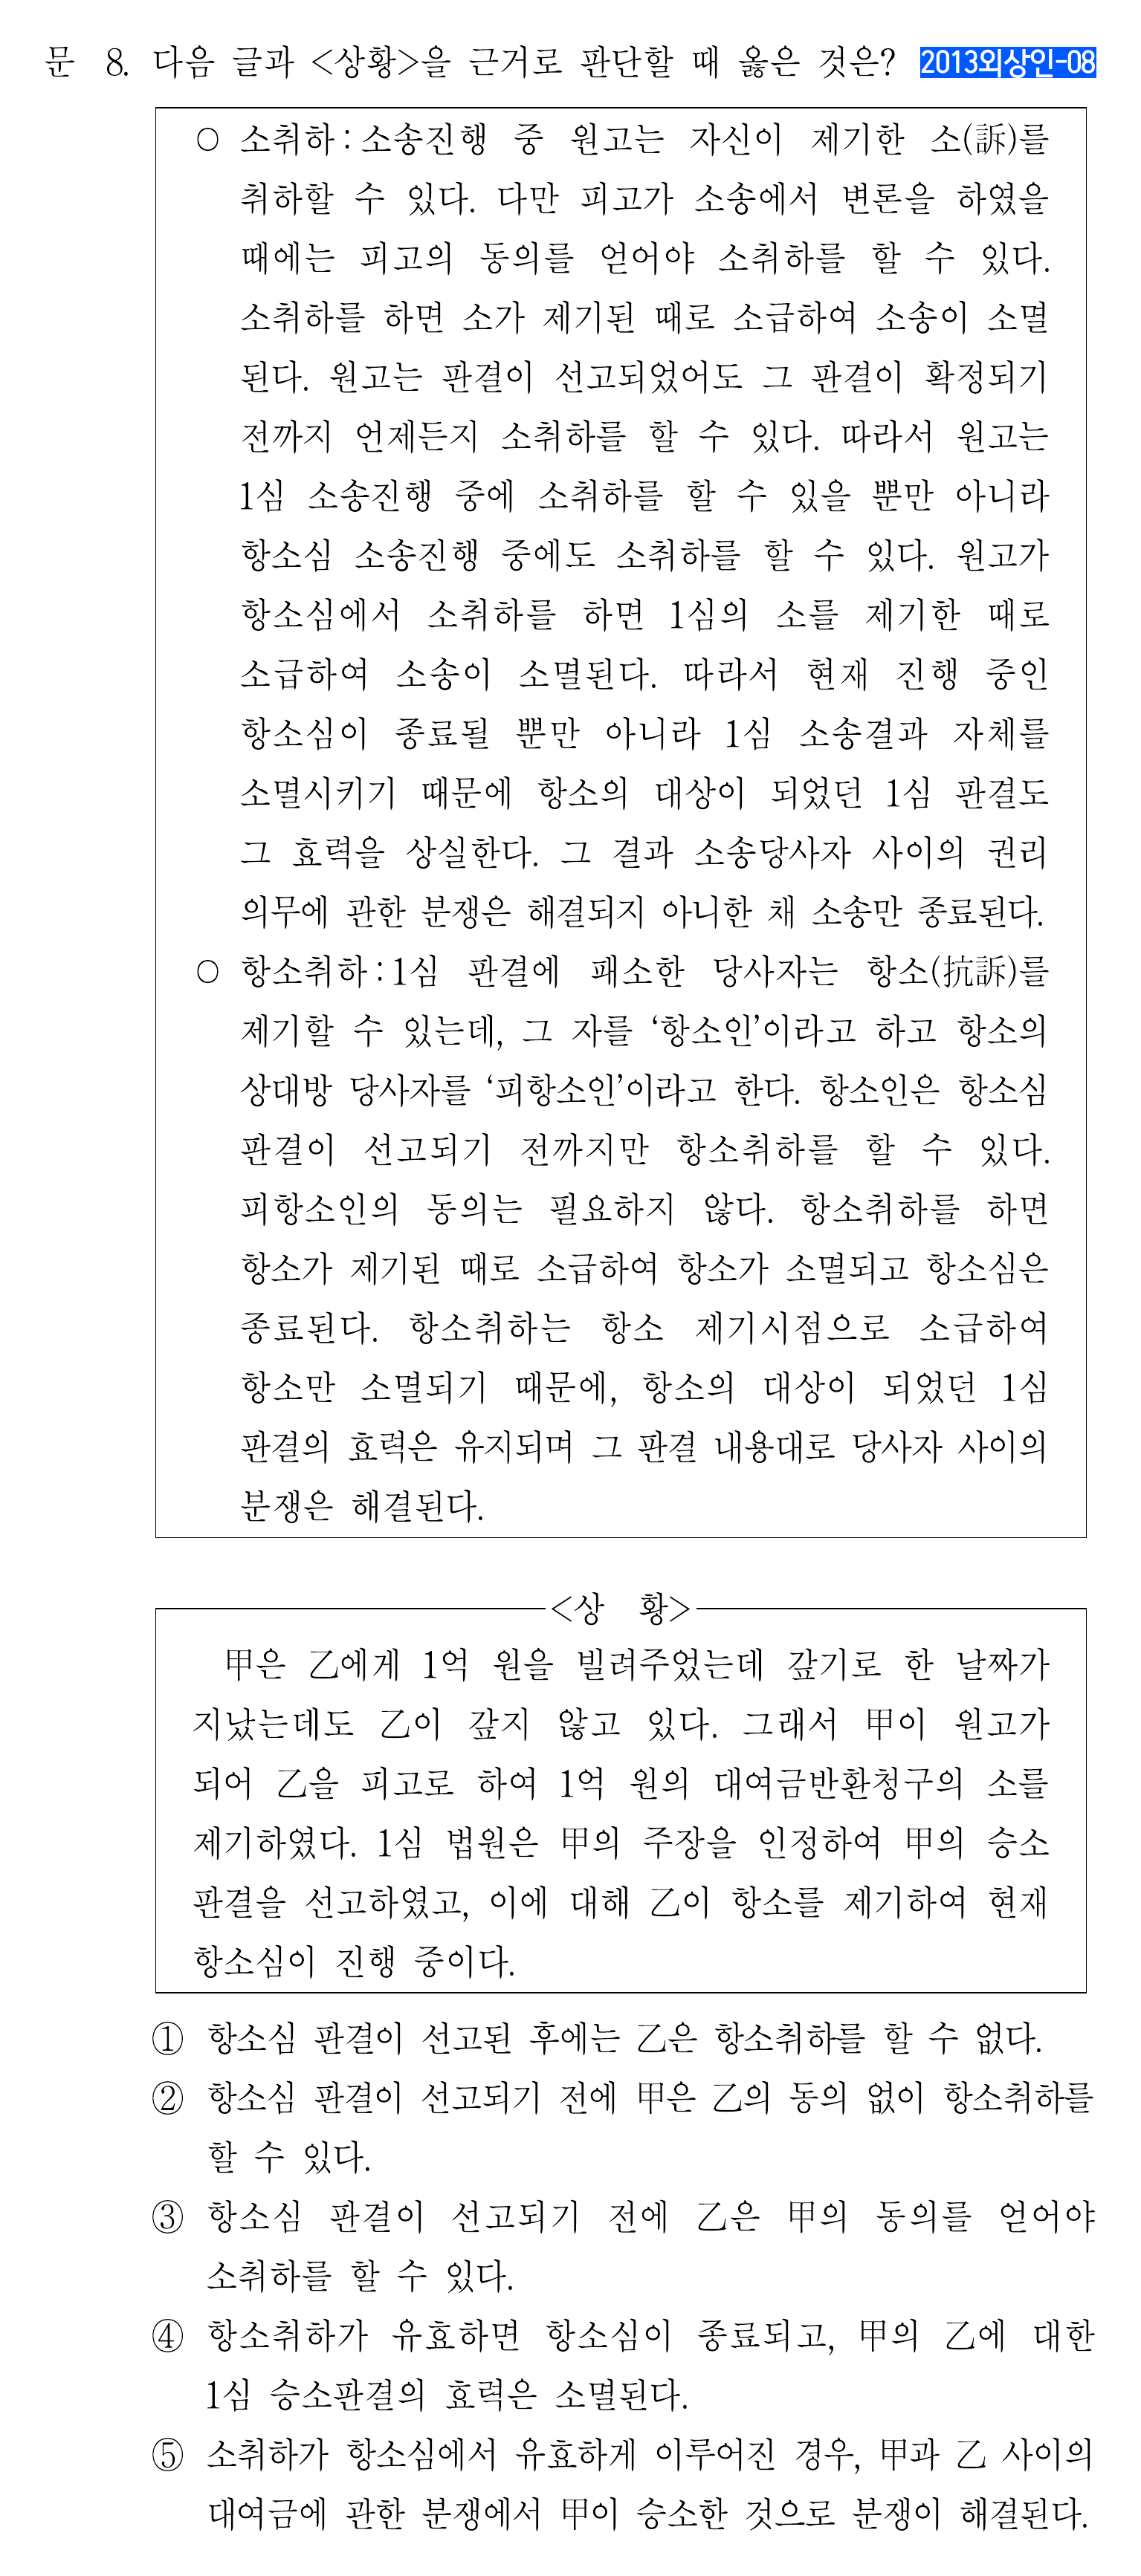 문 8. 다음 글과 <상황>을 근거로 판단할 때 옳은 것은? 2013외상인-08
○ 소취하 : 소송진행 중 원고는 자신이 제기한 소(訴)를
취하할 수 있다. 다만 피고가 소송에서 변론을 하였을
때에는 피고의 동의를 얻어야 소취하를 할 수 있다.
소취하를 하면 소가 제기된 때로 소급하여 소송이 소멸
된다. 원고는 판결이 선고되었어도 그 판결이 확정되기
전까지 언제든지 소취하를 할 수 있다. 따라서 원고는
1심 소송진행 중에 소취하를 할 수 있을 뿐만 아니라
항소심 소송진행 중에도 소취하를 할 수 있다. 원고가
항소심에서 소취하를 하면 1심의 소를 제기한 때로
소급하여 소송이 소멸된다. 따라서 현재 진행 중인
항소심이 종료될 뿐만 아니라 1심 소송결과 자체를
소멸시키기 때문에 항소의 대상이 되었던 1심 판결도
그 효력을 상실한다. 그 결과 소송당사자 사이의 권리
의무에 관한 분쟁은 해결되지 아니한 채 소송만 종료된다.
○ 항소취하 : 1심 판결에 패소한 당사자는 항소(抗訴)를
제기할 수 있는데, 그 자를 ‘항소인’이라고 하고 항소의
상대방 당사자를 ‘피항소인’이라고 한다. 항소인은 항소심
판결이 선고되기 전까지만 항소취하를 할 수 있다.
피항소인의 동의는 필요하지 않다. 항소취하를 하면
항소가 제기된 때로 소급하여 항소가 소멸되고 항소심은
종료된다. 항소취하는 항소 제기시점으로 소급하여
항소만 소멸되기 때문에, 항소의 대상이 되었던 1심
판결의 효력은 유지되며 그 판결 내용대로 당사자 사이의
분쟁은 해결된다.
<상 황>
甲은 乙에게 1억 원을 빌려주었는데 갚기로 한 날짜가
지났는데도 乙이 갚지 않고 있다. 그래서 甲이 원고가
되어 乙을 피고로 하여 1억 원의 대여금반환청구의 소를
제기하였다. 1심 법원은 甲의 주장을 인정하여 甲의 승소
판결을 선고하였고, 이에 대해 乙이 항소를 제기하여 현재
항소심이 진행 중이다.
① 항소심 판결이 선고된 후에는 乙은 항소취하를 할 수 없다.
② 항소심 판결이 선고되기 전에 甲은 乙의 동의 없이 항소취하를
할 수 있다.
③ 항소심 판결이 선고되기 전에 乙은 甲의 동의를 얻어야
소취하를 할 수 있다.
④ 항소취하가 유효하면 항소심이 종료되고, 甲의 乙에 대한
1심 승소판결의 효력은 소멸된다.
⑤ 소취하가 항소심에서 유효하게 이루어진 경우, 甲과 乙 사이의
대여금에 관한 분쟁에서 甲이 승소한 것으로 분쟁이 해결된다.